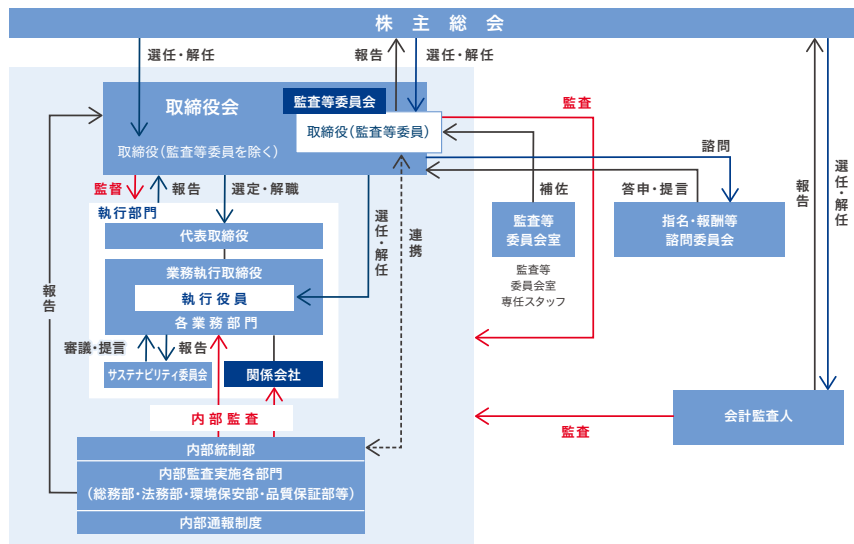 株主総会
選任・解任
報告
選任・解任
取締役会
監査等委員会
取締役（監査等委員）
取締役（監査等委員を除く）
監査
諮問
監督
報告
選定・解職
補佐
答申・提言
執行部門
代表取締役
選任・解任
連携
監査等
委員会室
監査等
委員会室
専任スタッフ
指名・報酬等
諮問委員会
報告
選任・解任
業務執行取締役
執行役員
各業務部門
報告
審議・提言
報告
サステナビリティ委員会
関係会社
内部監査
監査
会計監査人
内部統制部
内部監査実施各部門
（総務部・法務部・環境保安部・品質保証部等）
内部通報制度